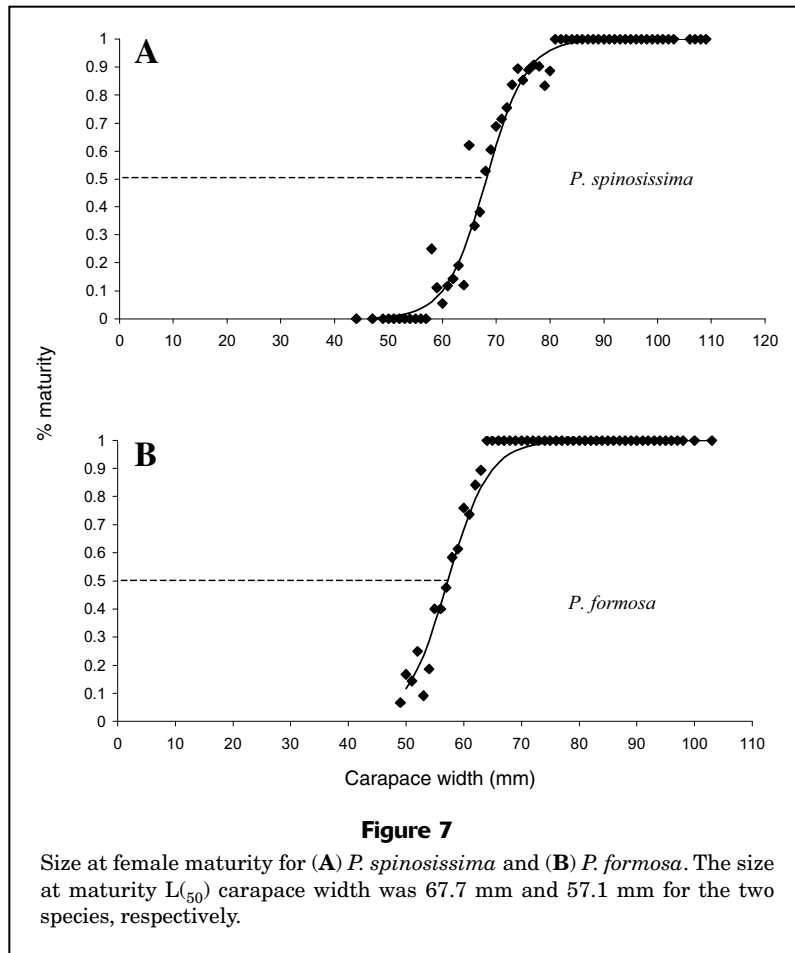 A
1
0.9
0.8
0.7
0.6
0.5
0.4
0.3
0.2
0.1
0
P. spinosissima
0 10 20 30 40 50 60 70 80 90 100 110 120
% maturity
B
1
0.9
0.8
0.7
0.6
0.5
0.4
0.3
0.2
0.1
0
P. formosa
0 10 20 30 40 50 60 70 80 90 100 110
Carapace width (mm)
Figure 7
Size at female maturity for (A) P. spinosissima and (B) P. formosa. The size
at maturity L(50) carapace width was 67.7 mm and 57.1 mm for the two
species, respectively.